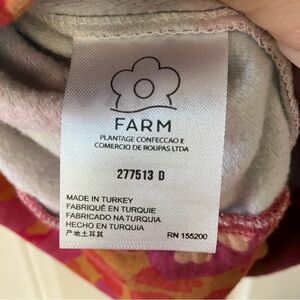 FARM
PLANTAGE CONFECCAO E
COMERCIO DE ROUPAS LTDA
277513 D
MADE IN TURKEY
FABRIQUÉ EN TURQUIE
FABRICADO NA TURQUIA
HECHO EN TURQUIA
产地土耳其
RN 155200